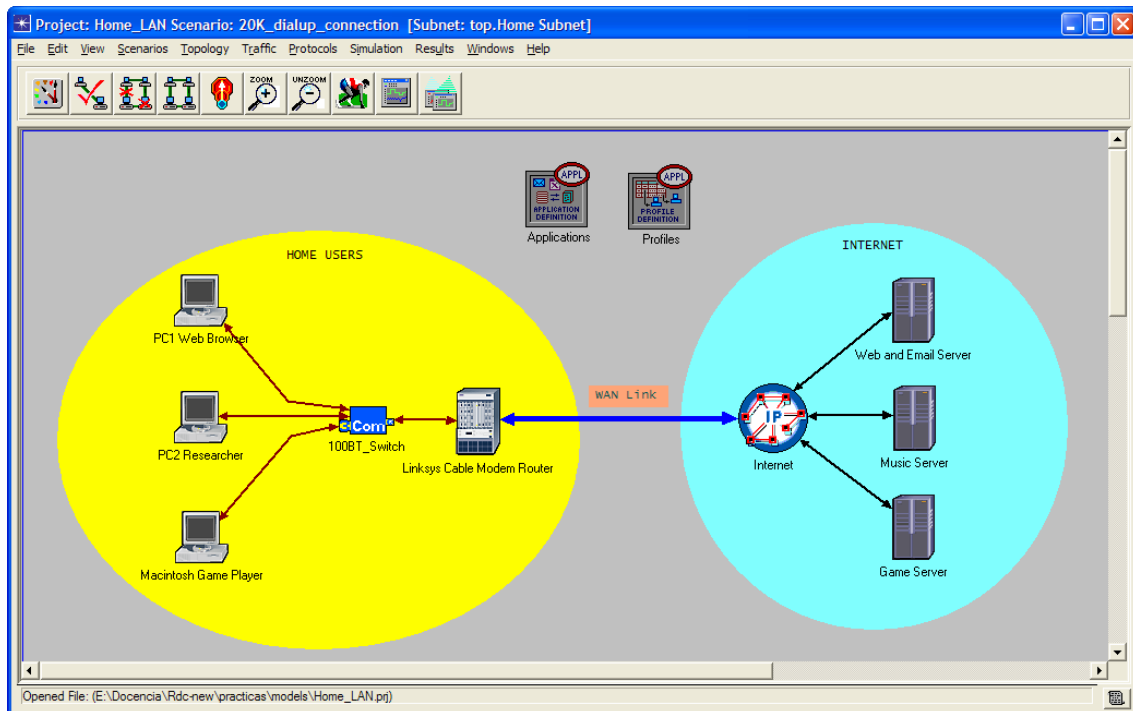 Project: Home_LAN Scenario: 20K_dialup_connection [Subnet: top.Home Subnet]
File Edit View Scenarios Topology Traffic Protocols Simulation Results Windows Help
ZOOM
UNZOOM
APPL
APPLICATION
DEFINITION
Applications
APPL
PROFILE
DEFINITION
Profiles
HOME USERS
INTERNET
PC1 Web Browser
PC2 Researcher
Macintosh Game Player
3Com
100BT_Switch
Linksys Cable Modem Router
WAN Link
IP
Internet
Web and Email Server
Music Server
Game Server
Opened File: (E:\Docencia\Rdc-new\practicas\models\Home_LAN.prj)